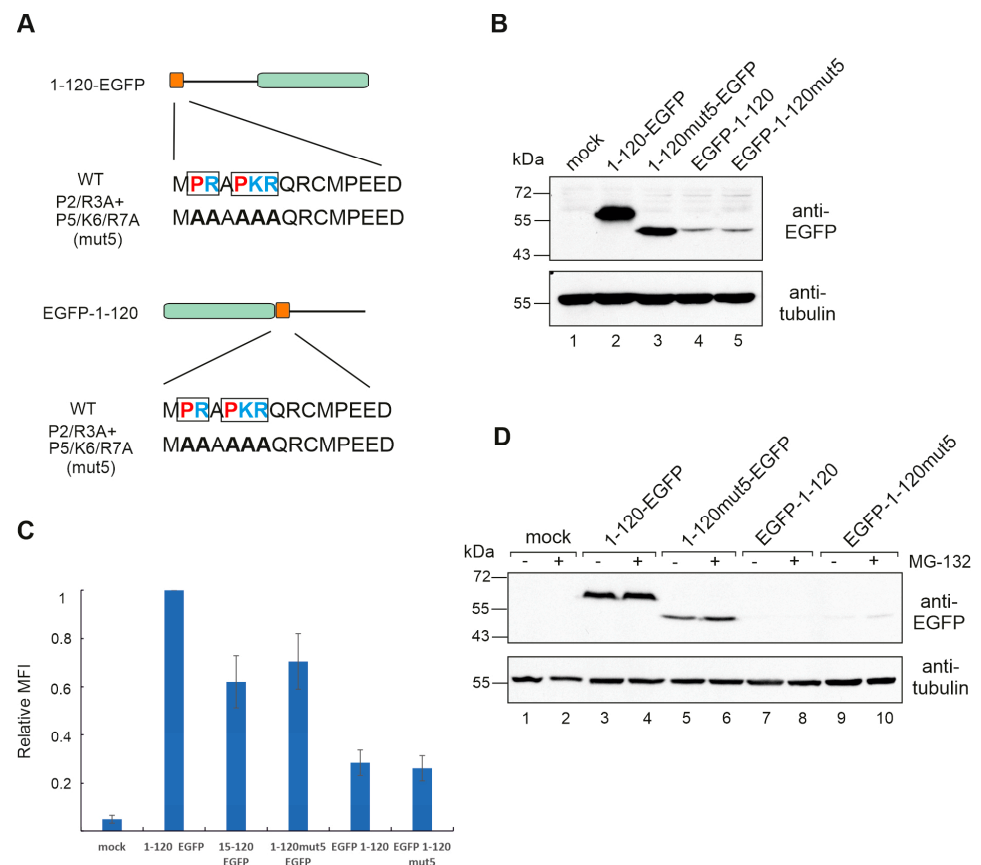 A
1-120-EGFP
WT
MPRAPKRQRCMPEED
P2/R3A+
P5/K6/R7A
(mut5)
MAAAAAAQRCMPEED
EGFP-1-120
WT
MPRAPKRQRCMPEED
P2/R3A+
P5/K6/R7A
(mut5)
MAAAAAAQRCMPEED
B
kDa
mock
1-120-EGFP
1-120mut5-EGFP
EGFP-1-120
EGFP-1-120mut5
72
55
43
anti-
EGFP
55
anti-
tubulin
1 2 3 4 5
C
Relative MFI
1
0.8
0.6
0.4
0.2
mock
1-120 EGFP
15-120
EGFP
1-120mut5
EGFP
EGFP 1-120
EGFP 1-120
mut5
D
kDa
mock
1-120-EGFP
1-120mut5-EGFP
EGFP-1-120
EGFP-1-120mut5
- + - + - + - + - + MG-132
72
55
43
anti-
EGFP
55
anti-
tubulin
1 2 3 4 5 6 7 8 9 10